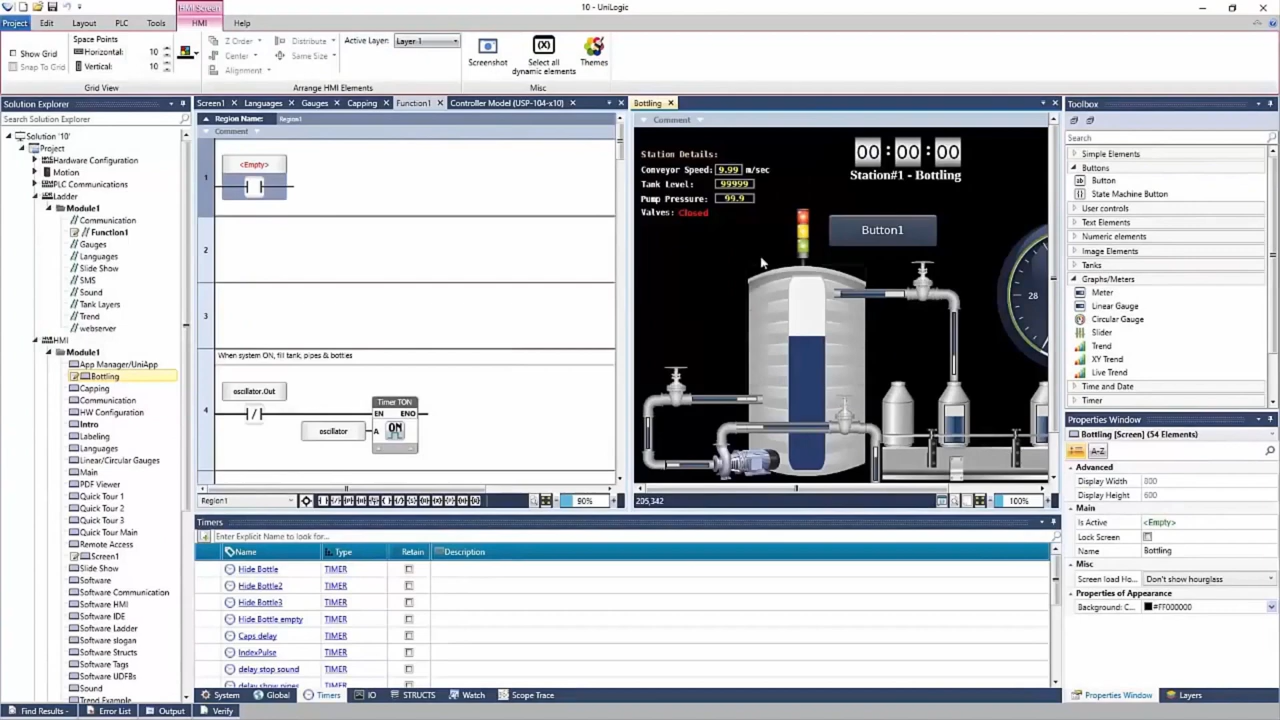 10 - UniLogic
HMI Screen
Project Edit Layout PLC Tools HMI Help
Show Grid
Snap To Grid
Space Points
Horizontal: 10
Vertical: 10
Grid View
Z Order
Center
Alignment
Distribute
Same Size
Active Layer: Layer 1
Arrange HMI Elements
Screenshot
Select all dynamic elements
Themes
Misc
Solution Explorer
Search Solution Explorer
Solution '10'
Project
Hardware Configuration
Motion
PLC Communications
Ladder
Module1
Communication
Function1
Gauges
Languages
Slide Show
SMS
Sound
Tank Layers
Trend
webserver
HMI
Module1
App Manager/UniApp
Bottling
Capping
Communication
HW Configuration
Intro
Labeling
Languages
Linear/Circular Gauges
Main
PDF Viewer
Quick Tour 1
Quick Tour 2
Quick Tour 3
Quick Tour Main
Remote Access
Screen1
Slide Show
Software
Software Communication
Software HMI
Software IDE
Software Ladder
Software slogan
Software Structs
Software Tags
Software UDFBs
Sound
Trend Example
Screen1 Languages Gauges Capping Function1 Controller Model (USP-104-x10)
Region Name: Region1
Comment
1
<Empty>
2
3
When system ON, fill tank, pipes & bottles
4
oscillator.Out
Timer TON
EN ENO
oscillator
A
ON
Region1
90%
Bottling
Comment
Station Details:
Conveyor Speed: 9.99 m/sec
Tank Level: 99999
Pump Pressure: 99.9
Valves: Closed
00 : 00 : 00
Station#1 - Bottling
Button1
28
205,342
100%
Timers
Enter Explicit Name to look for...
Name Type Retain Description
Hide Bottle TIMER
Hide Bottle2 TIMER
Hide Bottle3 TIMER
Hide Bottle empty TIMER
Caps delay TIMER
IndexPulse TIMER
delay stop sound TIMER
delay show pipes TIMER
System Global Timers IO STRUCTS Watch Scope Trace
Toolbox
Search
Simple Elements
Buttons
Button
State Machine Button
User controls
Text Elements
Numeric elements
Image Elements
Tanks
Graphs/Meters
Meter
Linear Gauge
Circular Gauge
Slider
Trend
XY Trend
Live Trend
Time and Date
Timer
Properties Window
Bottling [Screen] (54 Elements)
A-Z
Advanced
Display Width 800
Display Height 600
Main
Is Active <Empty>
Lock Screen
Name Bottling
Misc
Screen load Ho... Don't show hourglass
Properties of Appearance
Background: C... #FF000000
Properties Window Layers
Find Results - Error List Output Verify